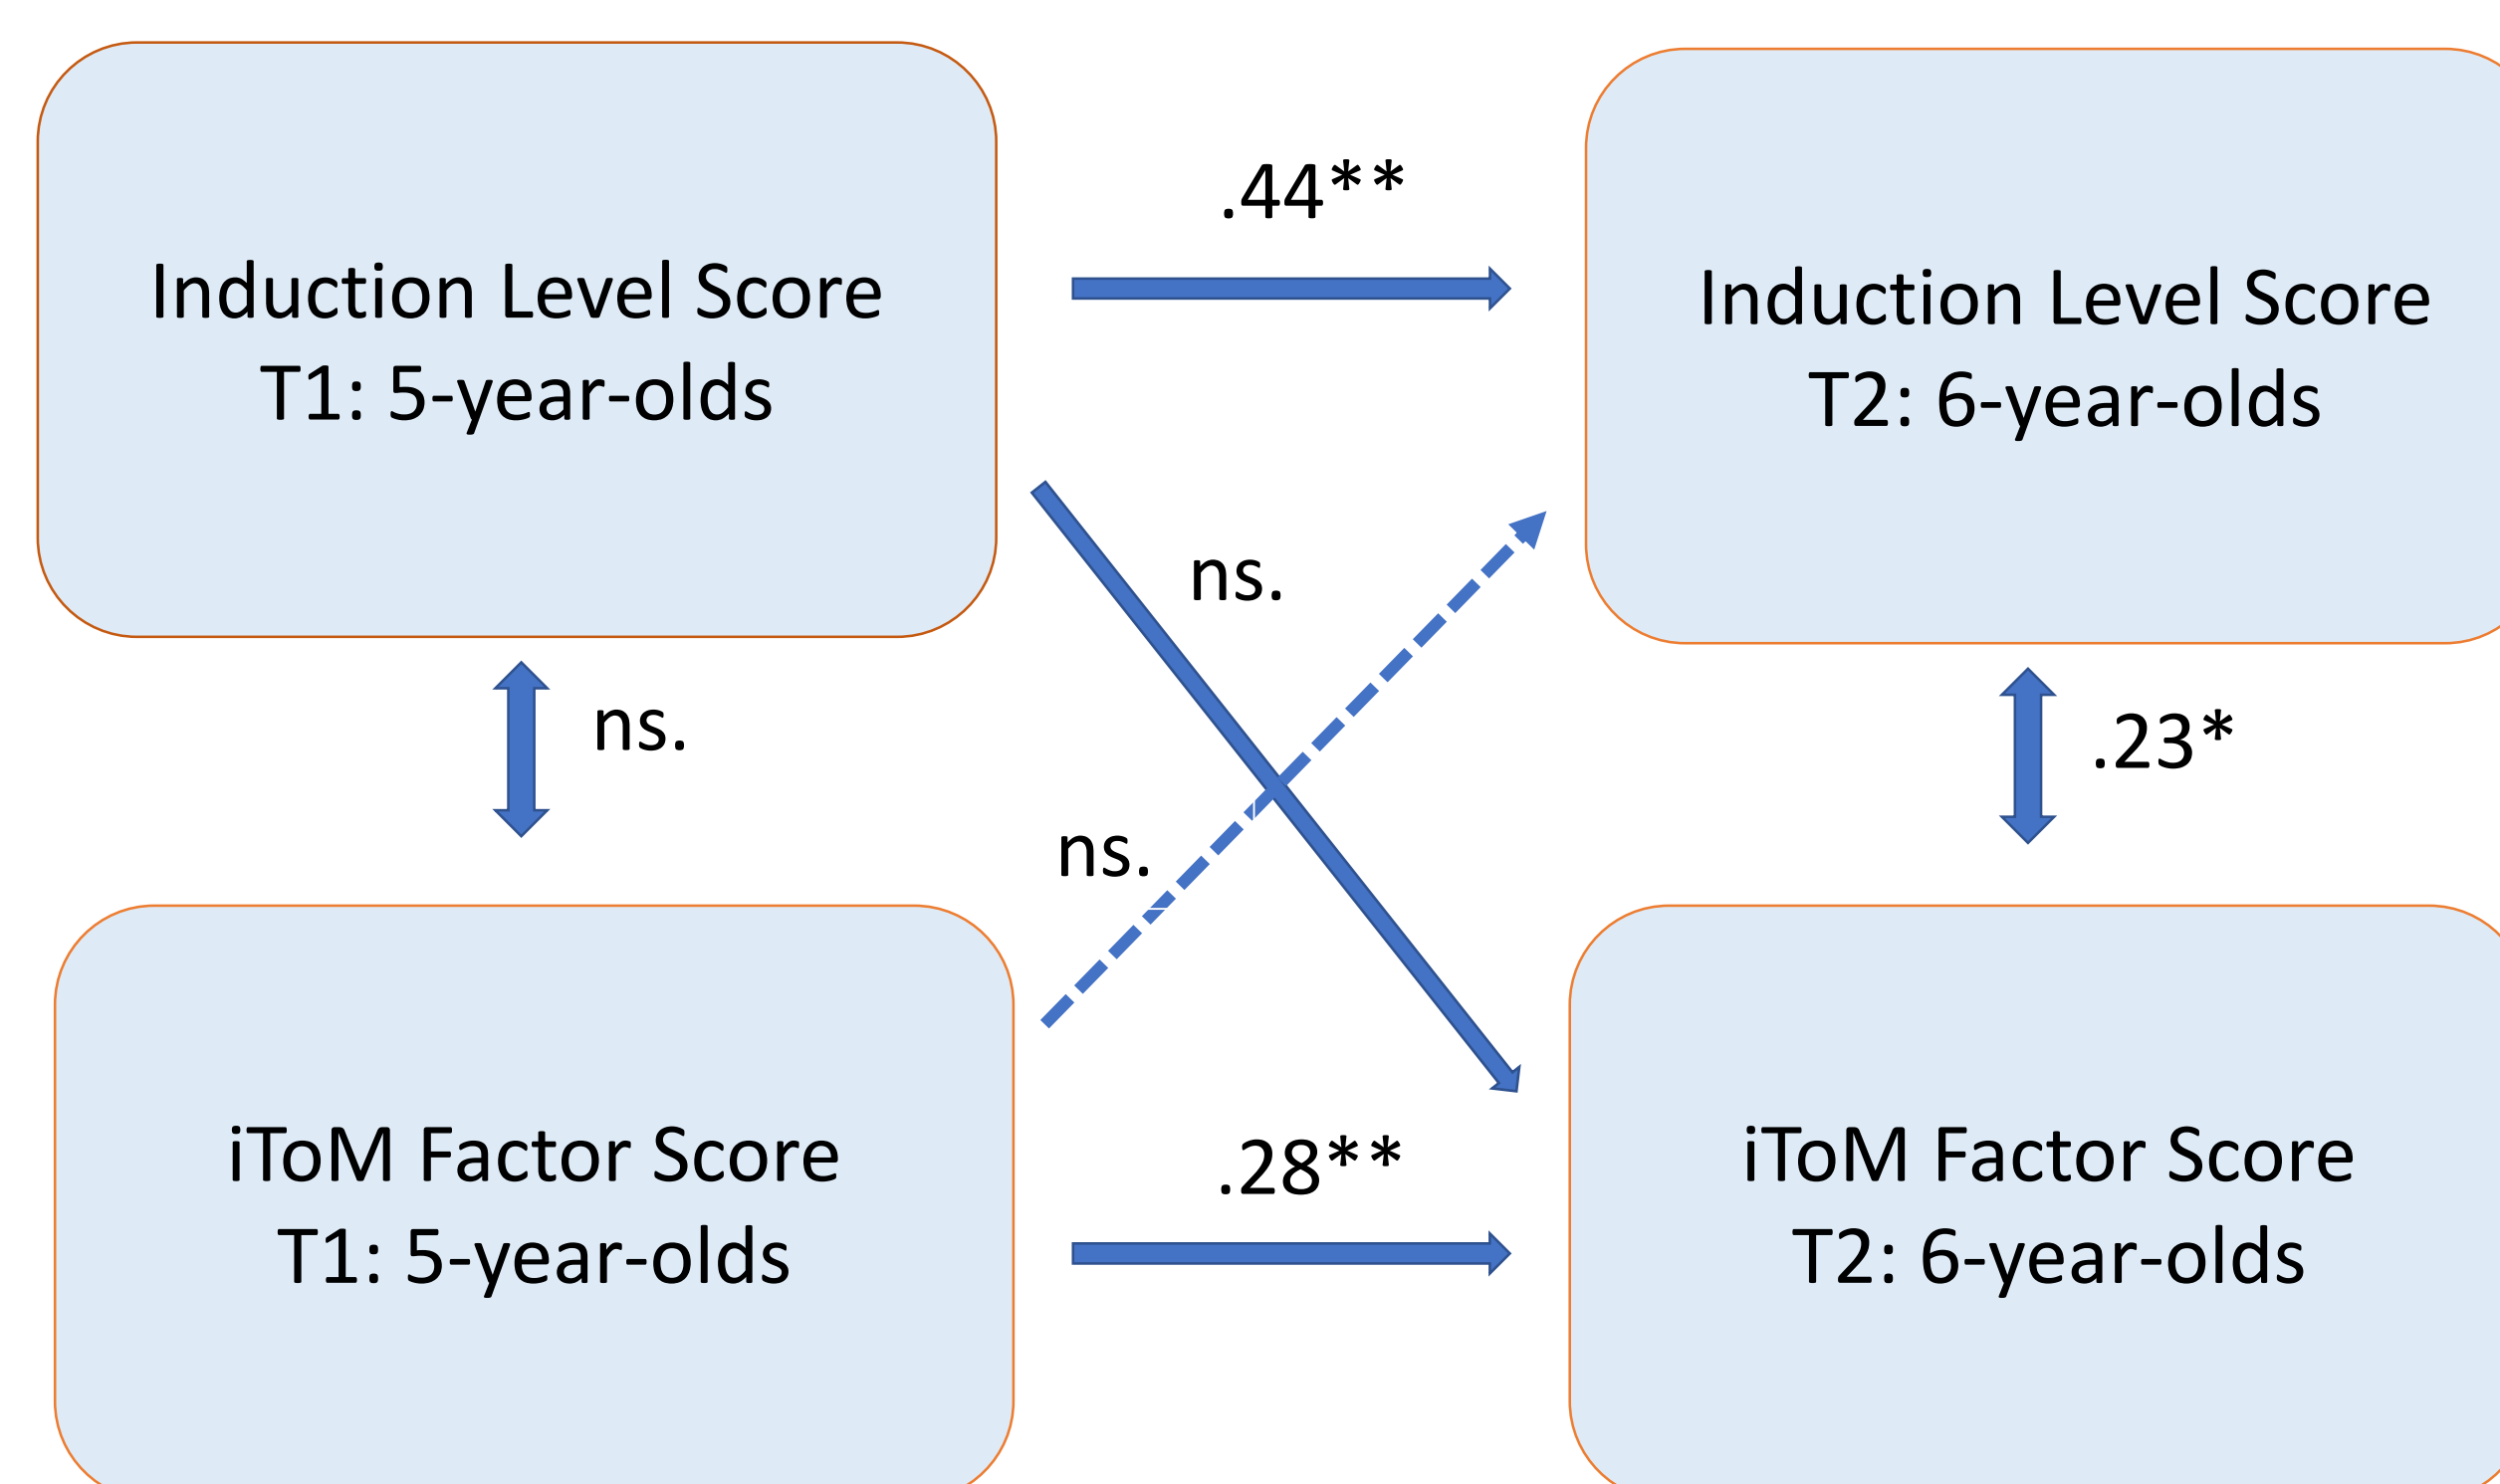 .44**
Induction Level Score
T1: 5-year-olds
Induction Level Score
T2: 6-year-olds
ns.
ns.
.23*
ns.
iToM Factor Score
T1: 5-year-olds
.28**
iToM Factor Score
T2: 6-year-olds